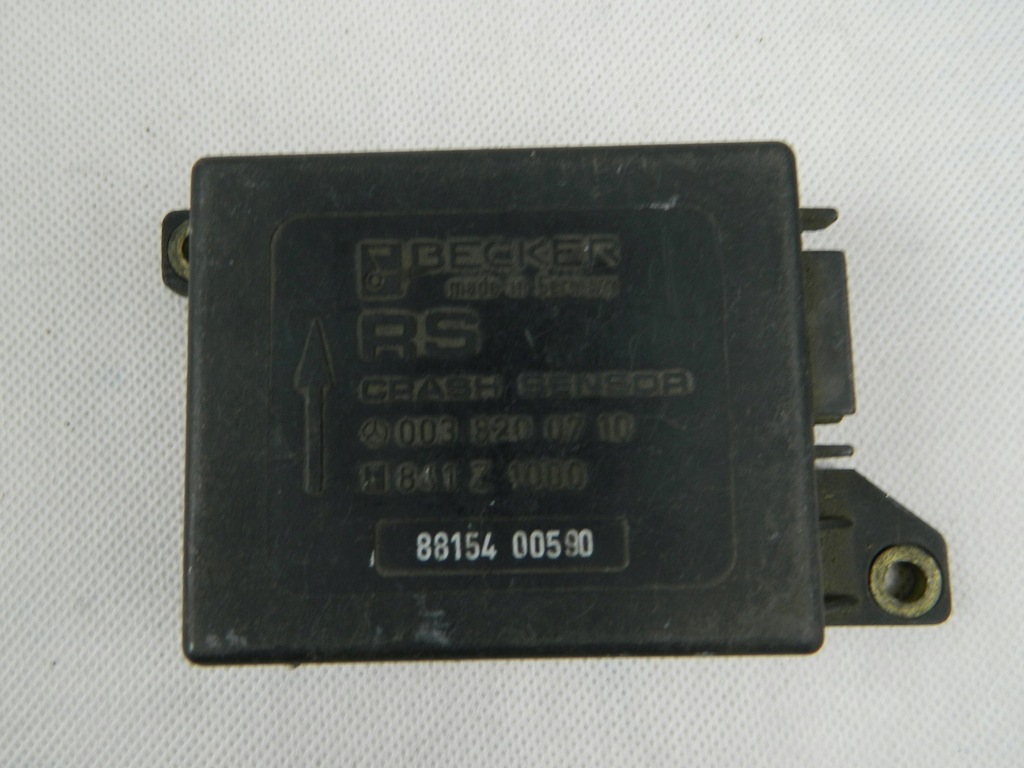 BECKER
made in Germany
RS
CRASH SENSOR
003 820 07 10
841 Z 1000
88154 00590